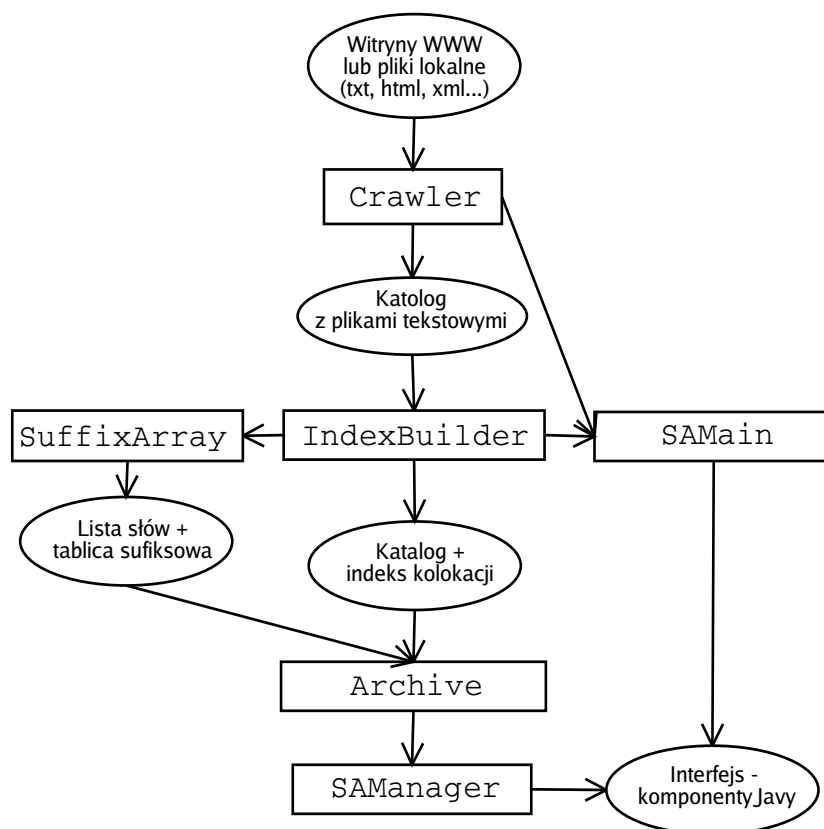 Witryny WWW
lub pliki lokalne
(txt, html, xml...)
Crawler
Katolog
z plikami tekstowymi
SuffixArray
IndexBuilder
SAMain
Lista słów +
tablica sufiksowa
Katalog +
indeks kolokacji
Archive
SAManager
Interfejs -
komponenty Javy